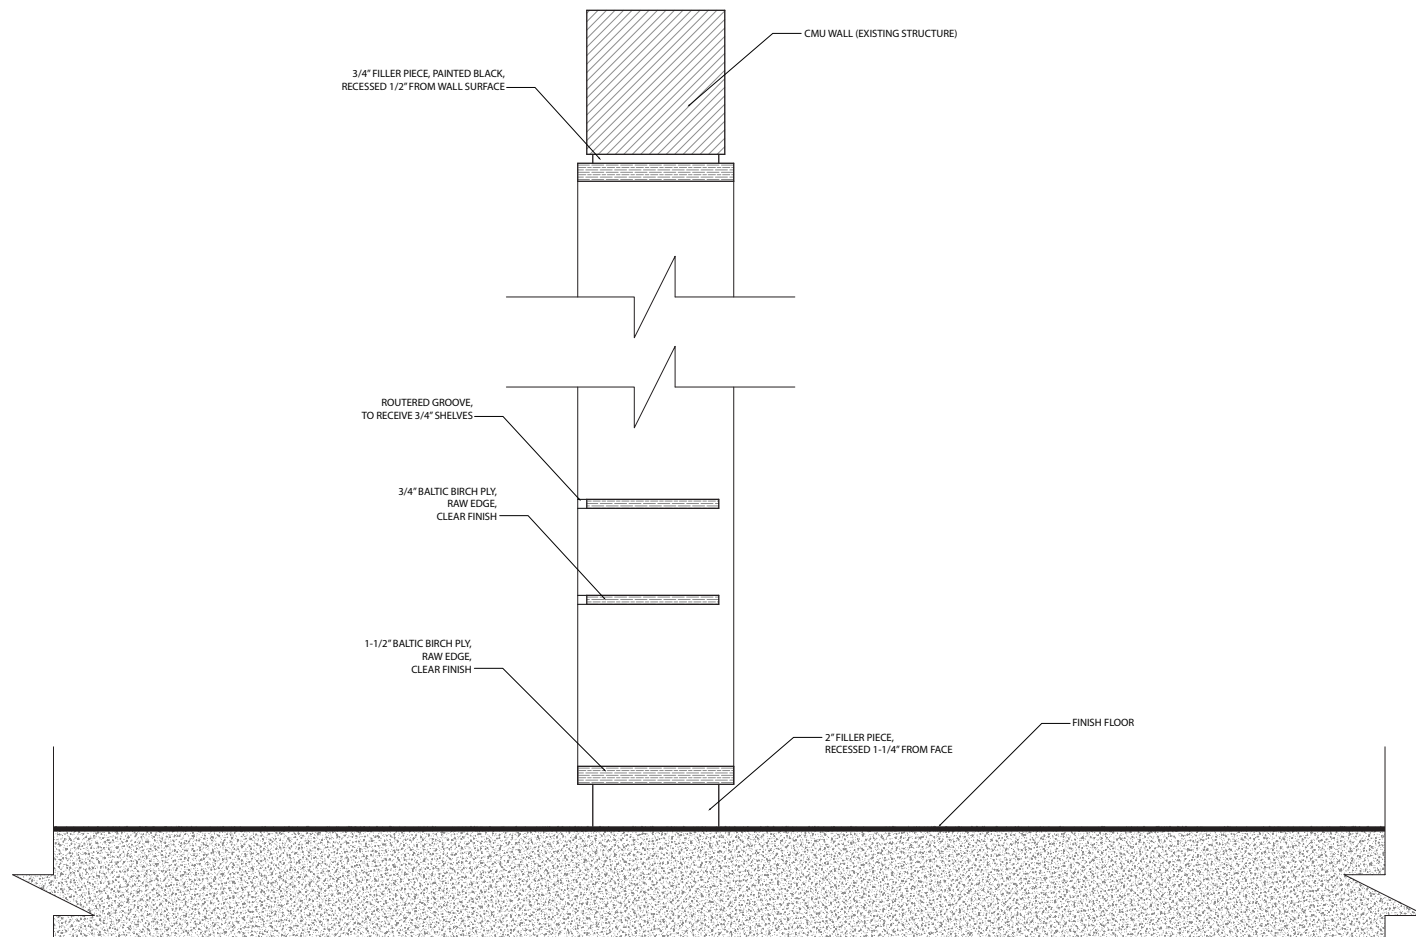 CMU WALL (EXISTING STRUCTURE)
3/4" FILLER PIECE, PAINTED BLACK,
RECESSED 1/2" FROM WALL SURFACE
ROUTERED GROOVE,
TO RECEIVE 3/4" SHELVES
3/4" BALTIC BIRCH PLY,
RAW EDGE,
CLEAR FINISH
1-1/2" BALTIC BIRCH PLY,
RAW EDGE,
CLEAR FINISH
FINISH FLOOR
2" FILLER PIECE,
RECESSED 1-1/4" FROM FACE